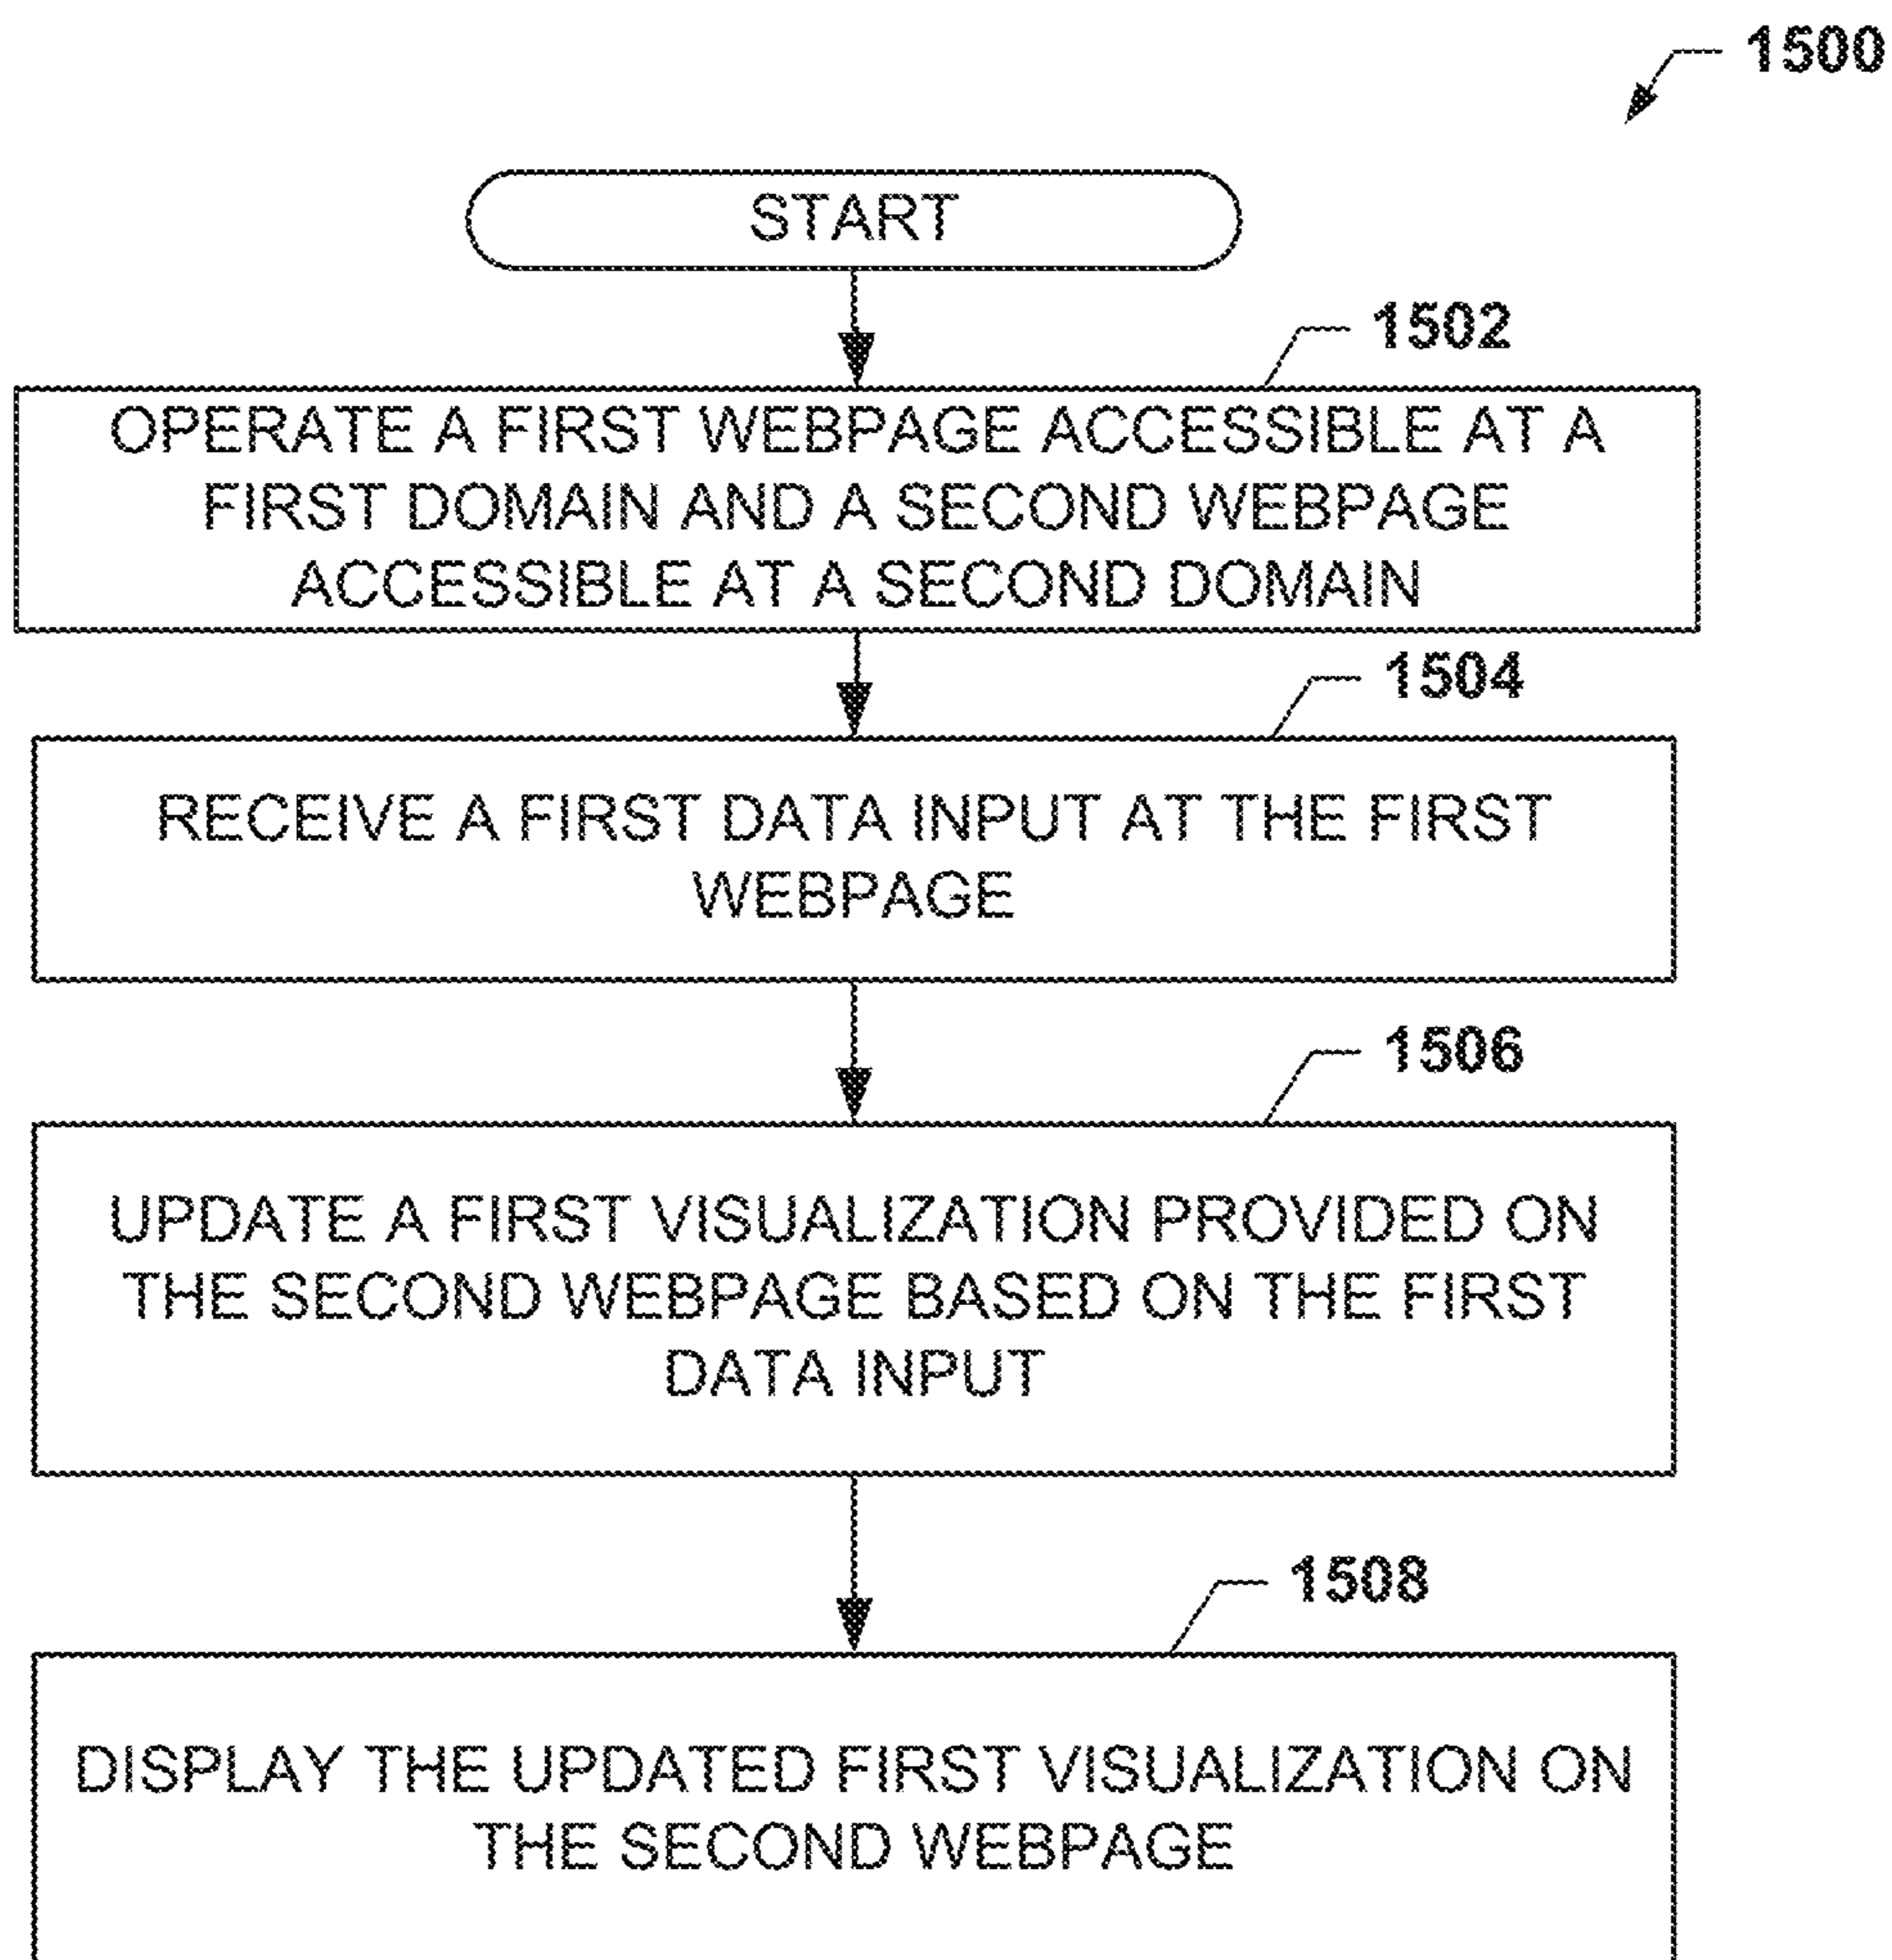 1500
START
1502
OPERATE A FIRST WEBPAGE ACCESSIBLE AT A
FIRST DOMAIN AND A SECOND WEBPAGE
ACCESSIBLE AT A SECOND DOMAIN
1504
RECEIVE A FIRST DATA INPUT AT THE FIRST
WEBPAGE
1506
UPDATE A FIRST VISUALIZATION PROVIDED ON
THE SECOND WEBPAGE BASED ON THE FIRST
DATA INPUT
1508
DISPLAY THE UPDATED FIRST VISUALIZATION ON
THE SECOND WEBPAGE